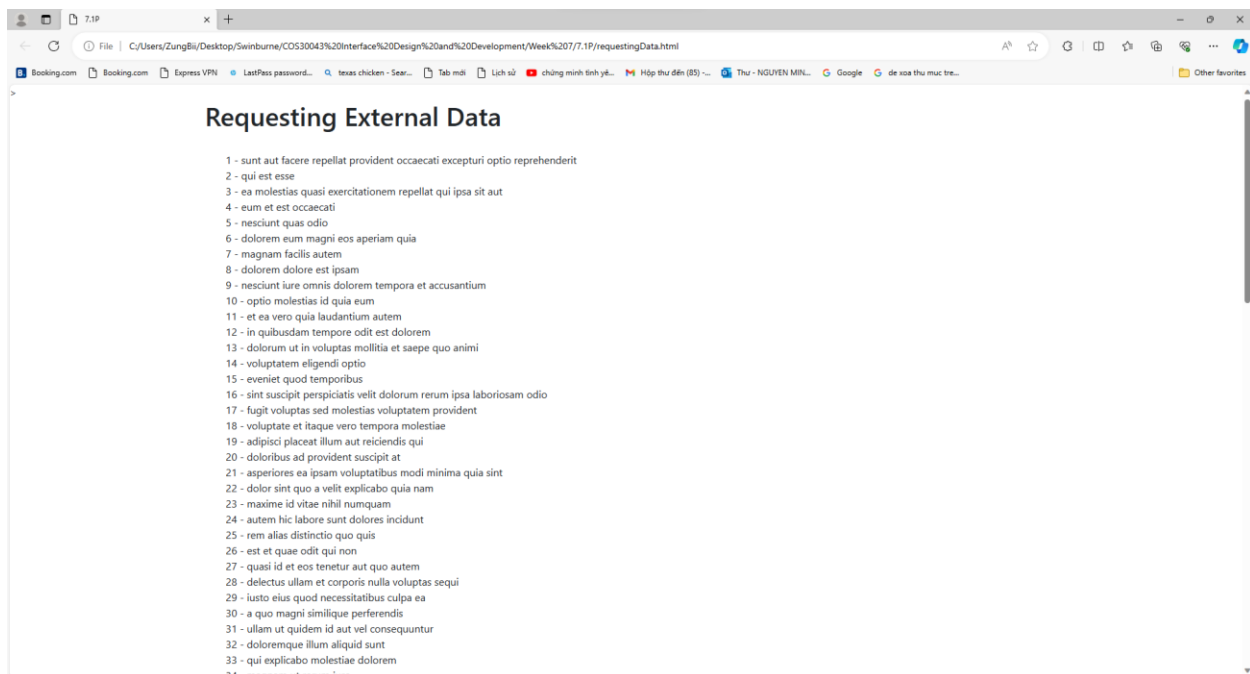 7.1P
File | C:/Users/ZungBii/Desktop/Swinburne/COS30043%20Interface%20Design%20and%20Development/Week%207/7.1P/requestingData.html
Booking.com Booking.com Express VPN LastPass password... texas chicken - Sear... Tab mới Lịch sử chứng minh tình yê... Hộp thư đến (85) -... Thư - NGUYEN MIN... Google de xoa thu muc tre... Other favorites
>
Requesting External Data
1 - sunt aut facere repellat provident occaecati excepturi optio reprehenderit
2 - qui est esse
3 - ea molestias quasi exercitationem repellat qui ipsa sit aut
4 - eum et est occaecati
5 - nesciunt quas odio
6 - dolorem eum magni eos aperiam quia
7 - magnam facilis autem
8 - dolorem dolore est ipsam
9 - nesciunt iure omnis dolorem tempora et accusantium
10 - optio molestias id quia eum
11 - et ea vero quia laudantium autem
12 - in quibusdam tempore odit est dolorem
13 - dolorum ut in voluptas mollitia et saepe quo animi
14 - voluptatem eligendi optio
15 - eveniet quod temporibus
16 - sint suscipit perspiciatis velit dolorum rerum ipsa laboriosam odio
17 - fugit voluptas sed molestias voluptatem provident
18 - voluptate et itaque vero tempora molestiae
19 - adipisci placeat illum aut reiciendis qui
20 - doloribus ad provident suscipit at
21 - asperiores ea ipsam voluptatibus modi minima quia sint
22 - dolor sint quo a velit explicabo quia nam
23 - maxime id vitae nihil numquam
24 - autem hic labore sunt dolores incidunt
25 - rem alias distinctio quo quis
26 - est et quae odit qui non
27 - quasi id et eos tenetur aut quo autem
28 - delectus ullam et corporis nulla voluptas sequi
29 - iusto eius quod necessitatibus culpa ea
30 - a quo magni similique perferendis
31 - ullam ut quidem id aut vel consequuntur
32 - doloremque illum aliquid sunt
33 - qui explicabo molestiae dolorem